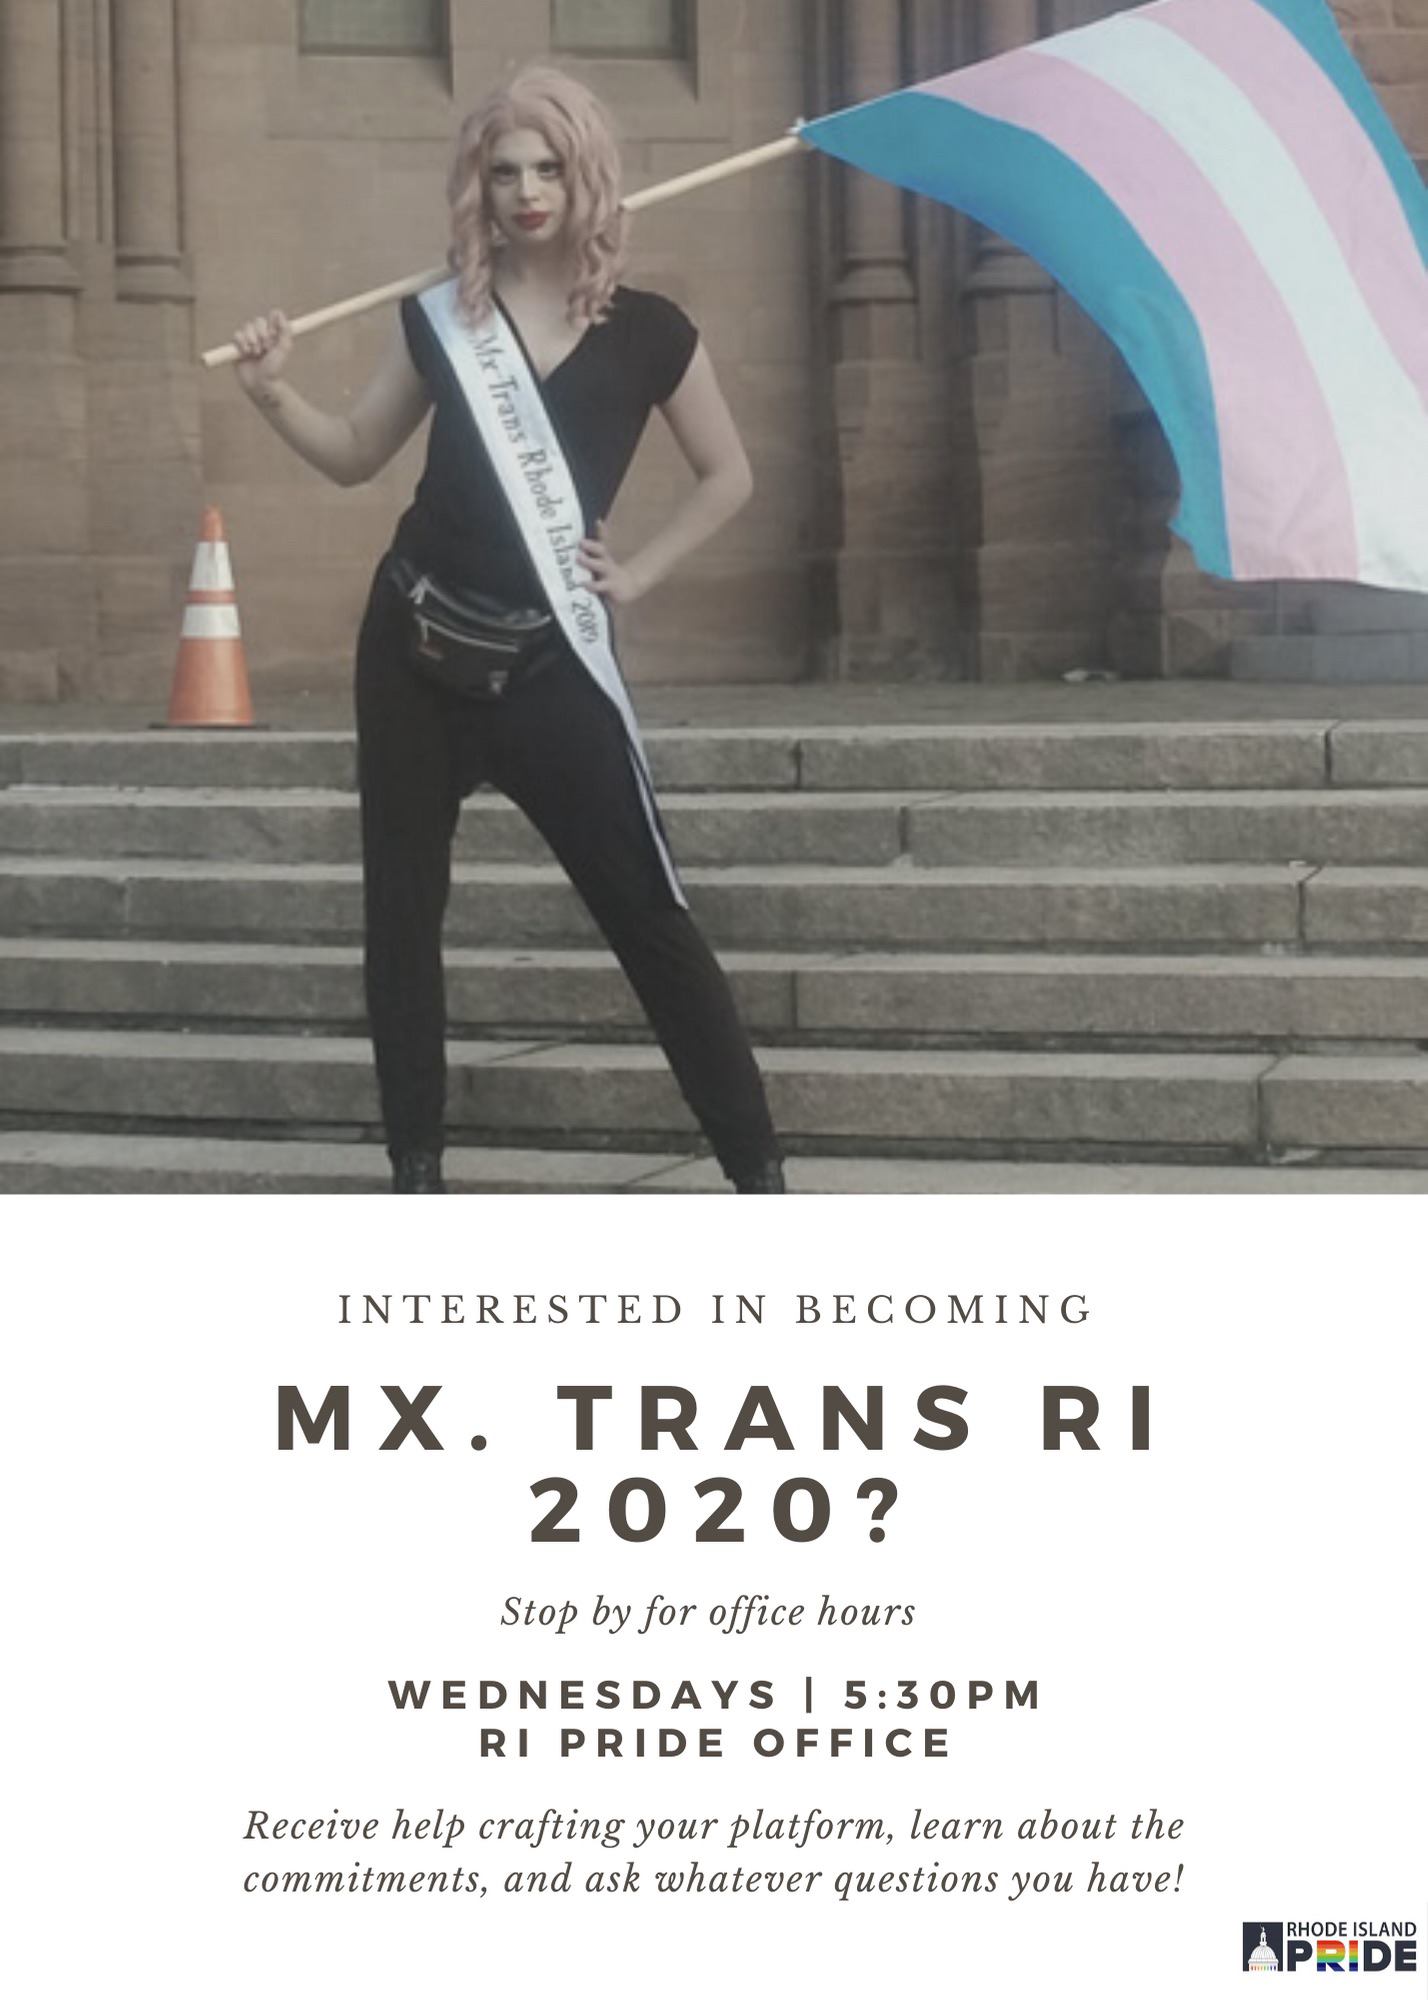 Mx Trans Rhode Island 2019
INTERESTED IN BECOMING
MX. TRANS RI
2020?
Stop by for office hours
WEDNESDAYS | 5:30PM
RI PRIDE OFFICE
Receive help crafting your platform, learn about the
commitments, and ask whatever questions you have!
RHODE ISLAND
PRIDE